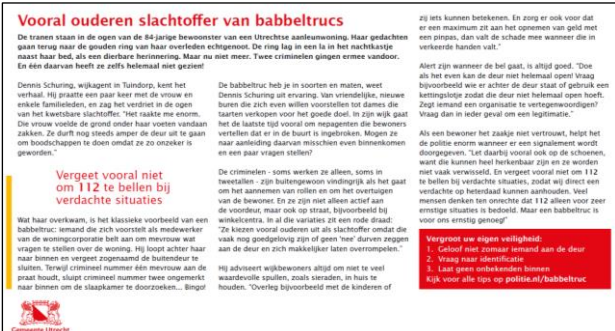 Vooral ouderen slachtoffer van babbeltrucs
De tranen staan in de ogen van de 84-jarige bewoonster van een Utrechtse aanleunwoning. Haar gedachten
gaan terug naar de gouden ring van haar overleden echtgenoot. De ring lag in een la in het nachtkastje
naast haar bed, als een dierbare herinnering. Maar nu niet meer. Twee criminelen gingen ermee vandoor.
En één daarvan heeft ze zelfs helemaal niet gezien!
Dennis Schuring, wijkagent in Tuindorp, kent het
verhaal. Hij praatte een paar keer met de vrouw en
enkele familieleden, en zag het verdriet in de ogen
van het kwetsbare slachtoffer. "Het raakte me enorm.
Die vrouw voelde de grond onder haar voeten vandaan
zakken. Ze durft nog steeds amper de deur uit te gaan
om boodschappen te doen omdat ze zo onzeker is
geworden."
Vergeet vooral niet
om 112 te bellen bij
verdachte situaties
Wat haar overkwam, is het klassieke voorbeeld van een
babbeltruc: iemand die zich voorstelt als medewerker
van de woningcorporatie belt aan om mevrouw wat
vragen te stellen over de woning. Hij loopt achter haar
naar binnen en vergeet zogenaamd de buitendeur te
sluiten. Terwijl crimineel nummer één mevrouw aan de
praat houdt, sluipt crimineel nummer twee ongemerkt
naar binnen om de slaapkamer te doorzoeken... Bingo!
De babbeltruc heb je in soorten en maten, weet
Dennis Schuring uit ervaring. Van vriendelijke, nieuwe
buren die zich even willen voorstellen tot dames die
taarten verkopen voor het goede doel. In zijn wijk gaat
het de laatste tijd vooral om nepagenten die bewoners
vertellen dat er in de buurt is ingebroken. Mogen ze
naar aanleiding daarvan misschien even binnenkomen
en een paar vragen stellen?
De criminelen - soms werken ze alleen, soms in
tweetallen - zijn buitengewoon vindingrijk als het gaat
om het aannemen van rollen en om het overtuigen
van de bewoner. En ze zijn niet alleen actief aan
de voordeur, maar ook op straat, bijvoorbeeld bij
winkelcentra. In al die variaties zit een rode draad:
"Ze kiezen vooral ouderen uit als slachtoffer omdat die
vaak nog goedgelovig zijn of geen 'nee' durven zeggen
aan de deur en zich makkelijker laten overrompelen."
Hij adviseert wijkbewoners altijd om niet te veel
waardevolle spullen, zoals sieraden, in huis te
houden. "Overleg bijvoorbeeld met de kinderen of
zij iets kunnen betekenen. En zorg er ook voor dat
er een maximum zit aan het opnemen van geld met
een pinpas, dan valt de schade mee wanneer die in
verkeerde handen valt."
Alert zijn wanneer de bel gaat, is altijd goed. "Doe
als het even kan de deur niet helemaal open! Vraag
bijvoorbeeld wie er achter de deur staat of gebruik een
kettingslotje zodat die deur niet helemaal open hoeft.
Zegt iemand een organisatie te vertegenwoordigen?
Vraag dan in ieder geval om een legitimatie."
Als een bewoner het zaakje niet vertrouwt, helpt het
de politie enorm wanneer er een signalement wordt
doorgegeven. "Let daarbij vooral ook op de schoenen,
want die kunnen heel herkenbaar zijn en ze worden
niet vaak verwisseld. En vergeet vooral niet om 112
te bellen bij verdachte situaties, zodat wij direct een
verdachte op heterdaad kunnen aanhouden. Veel
mensen denken ten onrechte dat 112 alleen voor zeer
ernstige situaties is bedoeld. Maar een babbeltruc is
voor ons ernstig genoeg!"
Vergroot uw eigen veiligheid:
1. Geloof niet zomaar iemand aan de deur
2. Vraag naar identificatie
3. Laat geen onbekenden binnen
Kijk voor alle tips op politie.nl/babbeltruc
Gemeente Utrecht